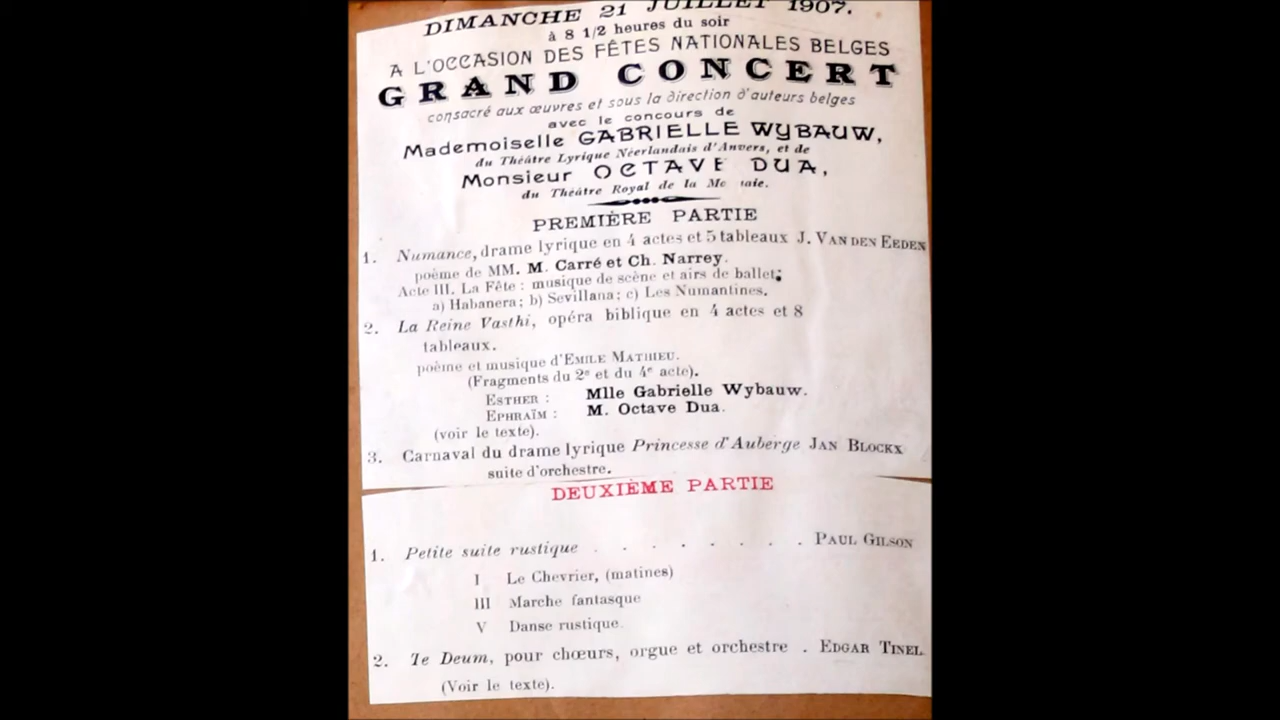 DIMANCHE 21 JUILLET 1907.
à 8 1/2 heures du soir
A L'OCCASION DES FÊTES NATIONALES BELGES
GRAND CONCERT
consacré aux œuvres et sous la direction d'auteurs belges
avec le concours de
Mademoiselle GABRIELLE WYBAUW,
du Théâtre Lyrique Néerlandais d'Anvers, et de
Monsieur OCTAVE DUA,
du Théâtre Royal de la
PREMIÈRE PARTIE
1. Numance, drame lyrique en 4 actes et 5 tableaux J. VAN DEN EEDEN
poème de MM. M. Carré et Ch. Narrey.
Acte III. La Fête : musique de scène et airs de ballet:
a) Habanera; b) Sevillana; c) Les Numantines.
2. La Reine Vasthi, opéra biblique en 4 actes et 8
tableaux.
poème et musique d'EMILE MATHIEU.
(Fragments du 2e et du 4e acte).
ESTHER : Mlle Gabrielle Wybauw.
EPHRAÏM : M. Octave Dua.
(voir le texte).
3. Carnaval du drame lyrique Princesse d'Auberge JAN BLOCKX
suite d'orchestre.
DEUXIÈME PARTIE
1. Petite suite rustique . . . . . . . . PAUL GILSON
I Le Chevrier, (matines)
III Marche fantasque
V Danse rustique.
2. Te Deum, pour chœurs, orgue et orchestre . EDGAR TINEL
(Voir le texte).